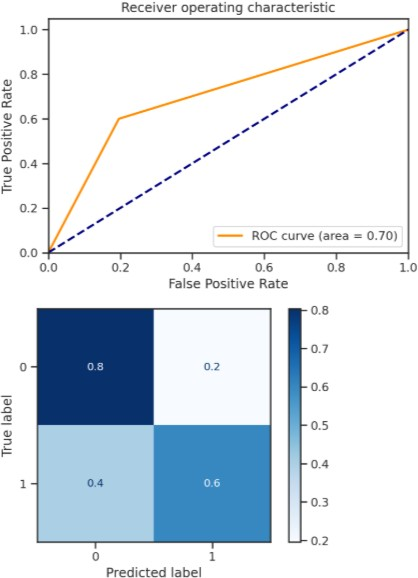 Receiver operating characteristic
1.0
0.8
0.6
0.4
0.2
0.0
True Positive Rate
ROC curve (area = 0.70)
0.0 0.2 0.4 0.6 0.8 1.0
False Positive Rate
True label
0
1
0.8 0.2
0.4 0.6
0 1
Predicted label
0.8
0.7
0.6
0.5
0.4
0.3
0.2